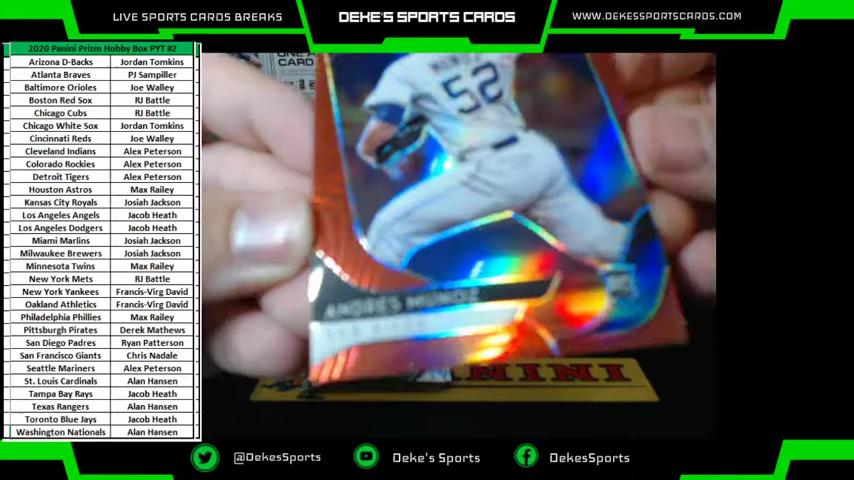 LIVE SPORTS CARDS BREAKS
DEKE'S SPORTS CARDS
WWW.DEKESSPORTSCARDS.COM
2020 Panini Prizm Hobby Box PYT #2
Arizona D-Backs Jordan Tomkins
Atlanta Braves PJ Sampiller
Baltimore Orioles Joe Walley
Boston Red Sox RJ Battle
Chicago Cubs RJ Battle
Chicago White Sox Jordan Tomkins
Cincinnati Reds Joe Walley
Cleveland Indians Alex Peterson
Colorado Rockies Alex Peterson
Detroit Tigers Alex Peterson
Houston Astros Max Railey
Kansas City Royals Josiah Jackson
Los Angeles Angels Jacob Heath
Los Angeles Dodgers Jacob Heath
Miami Marlins Josiah Jackson
Milwaukee Brewers Josiah Jackson
Minnesota Twins Max Railey
New York Mets RJ Battle
New York Yankees Francis-Virg David
Oakland Athletics Francis-Virg David
Philadelphia Phillies Max Railey
Pittsburgh Pirates Derek Mathews
San Diego Padres Ryan Patterson
San Francisco Giants Chris Nadale
Seattle Mariners Alex Peterson
St. Louis Cardinals Alan Hansen
Tampa Bay Rays Jacob Heath
Texas Rangers Alan Hansen
Toronto Blue Jays Jacob Heath
Washington Nationals Alan Hansen
CARD
52
ANDRES MUNOZ
PANINI
@DekesSports
Deke's Sports
DekesSports